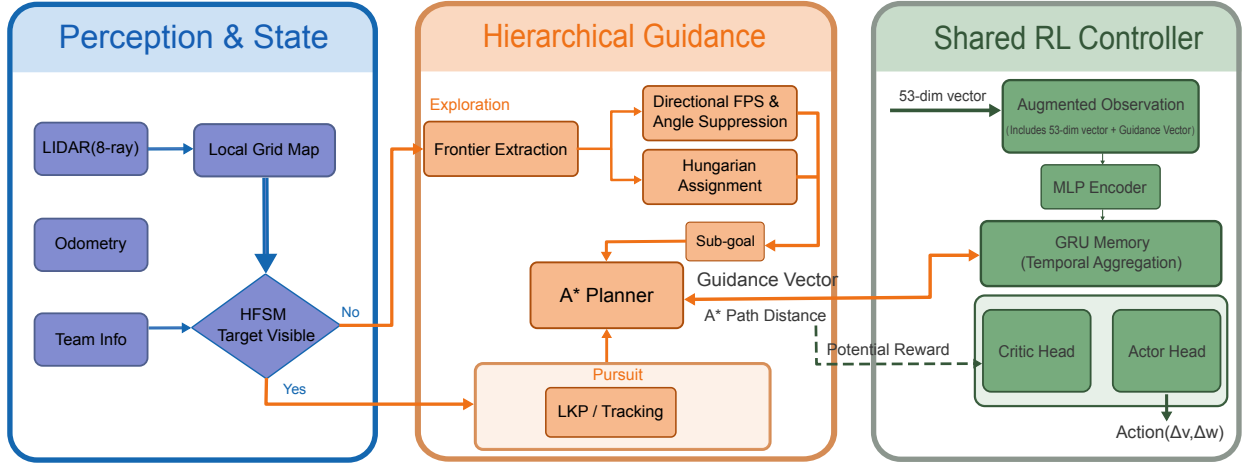 Perception & State
LIDAR(8-ray)
Local Grid Map
Odometry
Team Info
HFSM
Target Visible
No
Yes
Hierarchical Guidance
Exploration
Frontier Extraction
Directional FPS &
Angle Suppression
Hungarian
Assignment
Sub-goal
A* Planner
Guidance Vector
A* Path Distance
Potential Reward
Pursuit
LKP / Tracking
Shared RL Controller
53-dim vector
Augmented Observation
(Includes 53-dim vector + Guidance Vector)
MLP Encoder
GRU Memory
(Temporal Aggregation)
Critic Head
Actor Head
Action(Δv,Δw)